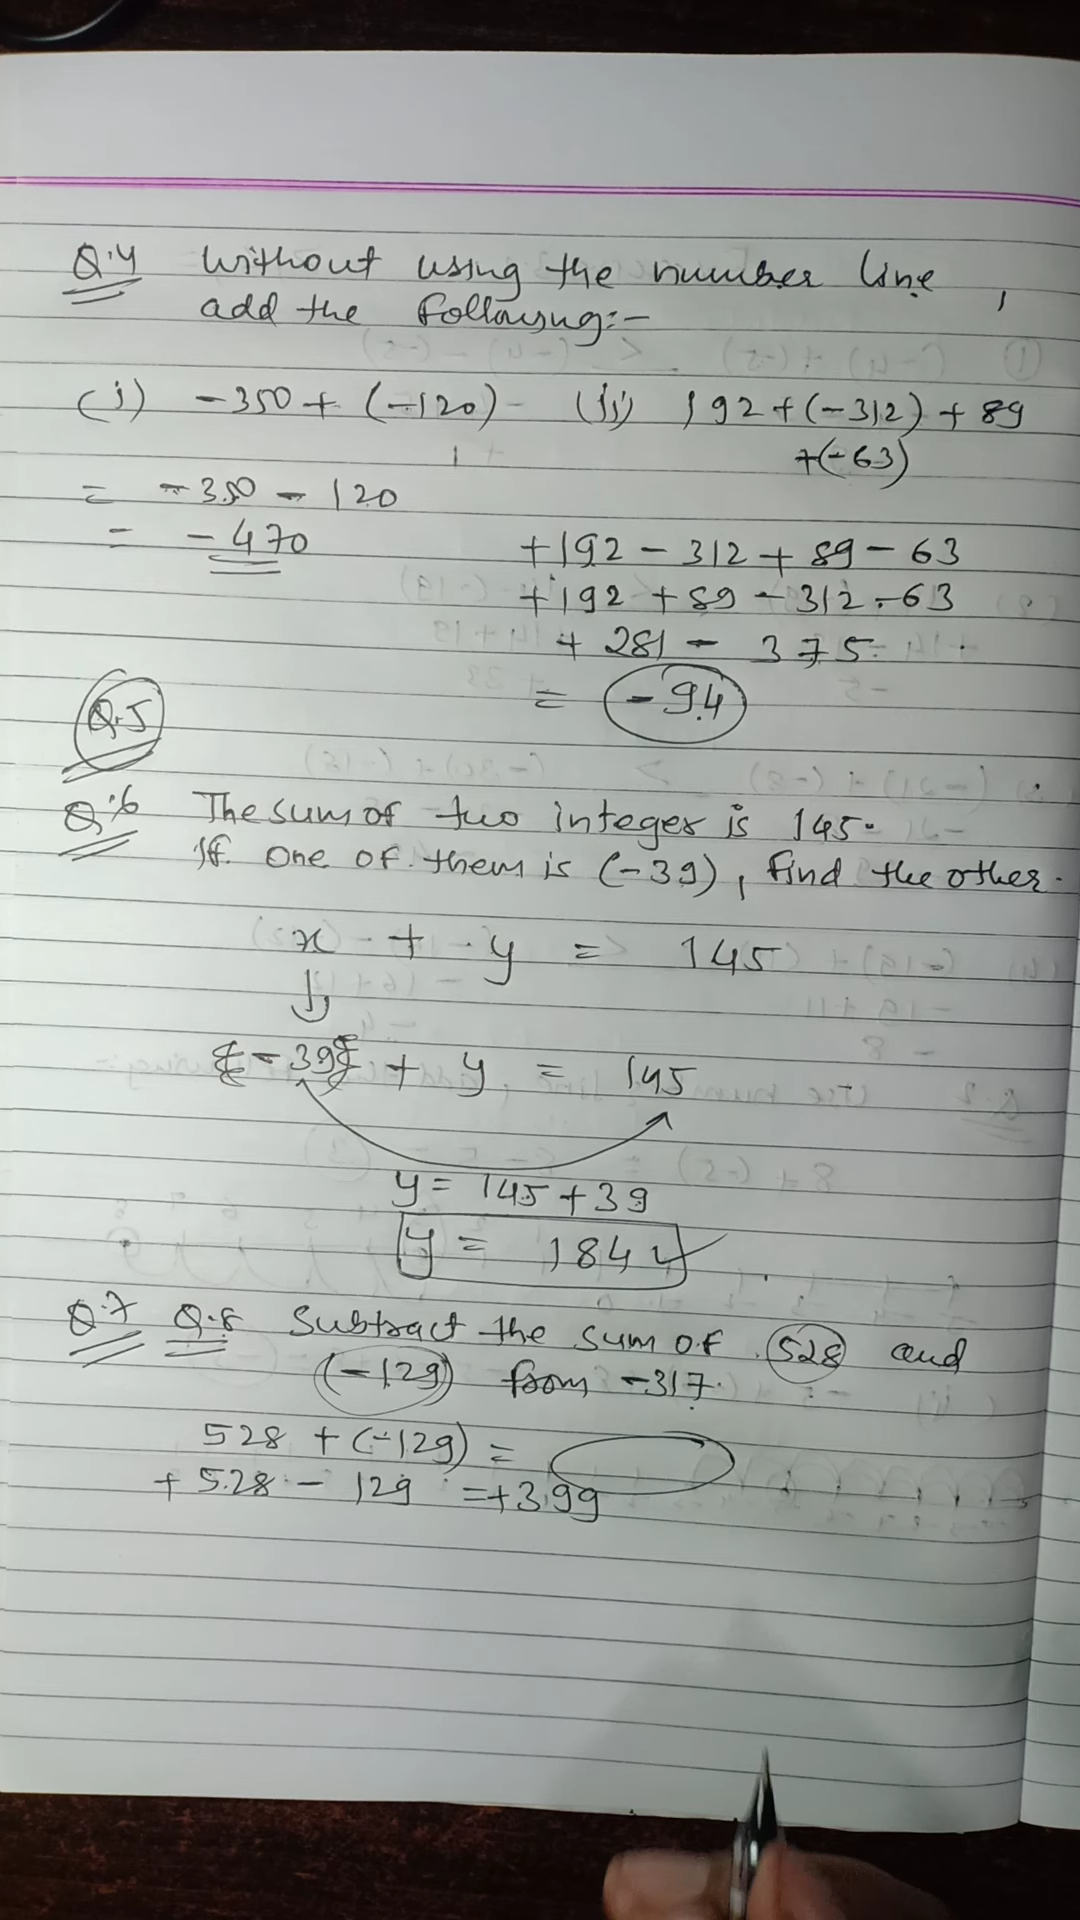 Q.4 Without using the number line,
add the following:-
(i) -350 + (-120) (ii) 192 + (-312) + 89
+(-63)
= -350 - 120
= -470
+192 - 312 + 89 - 63
+192 + 89 - 312 - 63
+ 281 - 375
= -94
Q.5
Q.6 The sum of two integer is 145.
If one of them is (-39), find the other.
x + y = 145
{-39} + y = 145
y = 145 + 39
y = 184
Q.7 Q.8 Subtract the sum of 528 and
(-129) from -317.
528 + (-129) =
+ 528 - 129 = +399